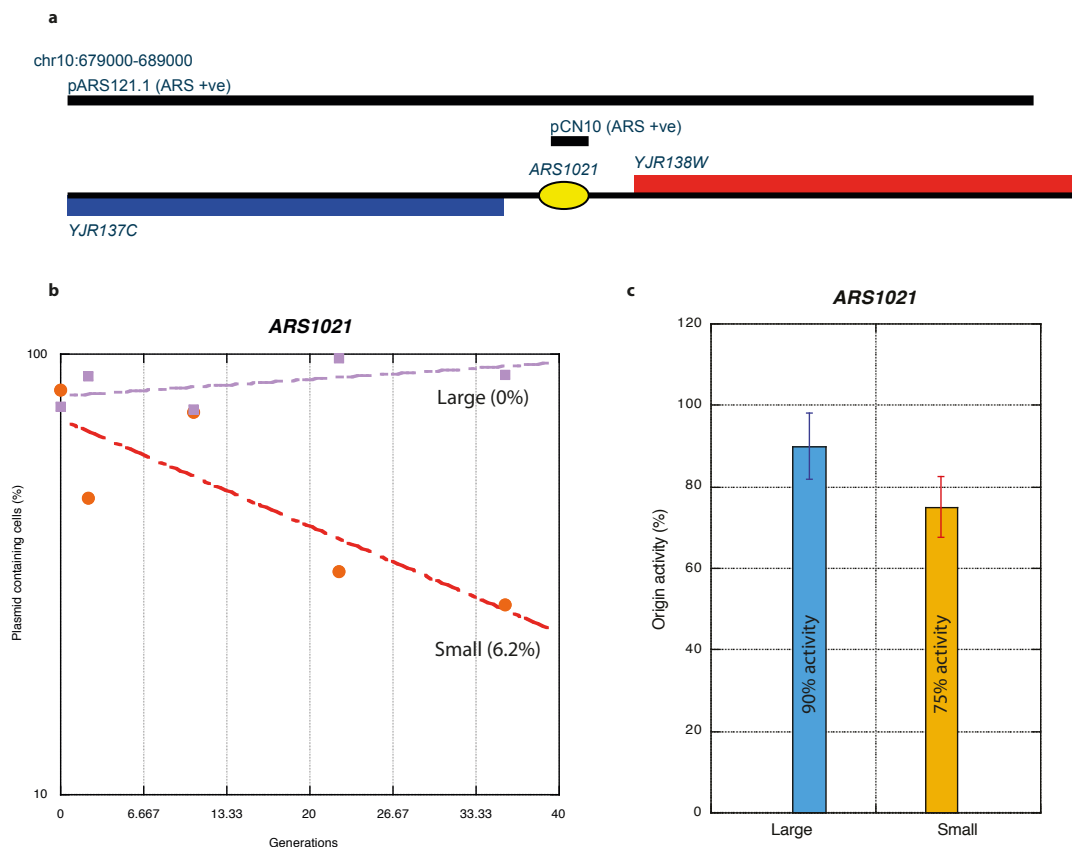 a
chr10:679000-689000
pARS121.1 (ARS +ve)
pCN10 (ARS +ve)
ARS1021
YJR138W
YJR137C
b
ARS1021
100
10
Plasmid containing cells (%)
Large (0%)
Small (6.2%)
0 6.667 13.33 20 26.67 33.33 40
Generations
c
ARS1021
120
100
80
60
40
20
0
Origin activity (%)
90% activity
75% activity
Large Small